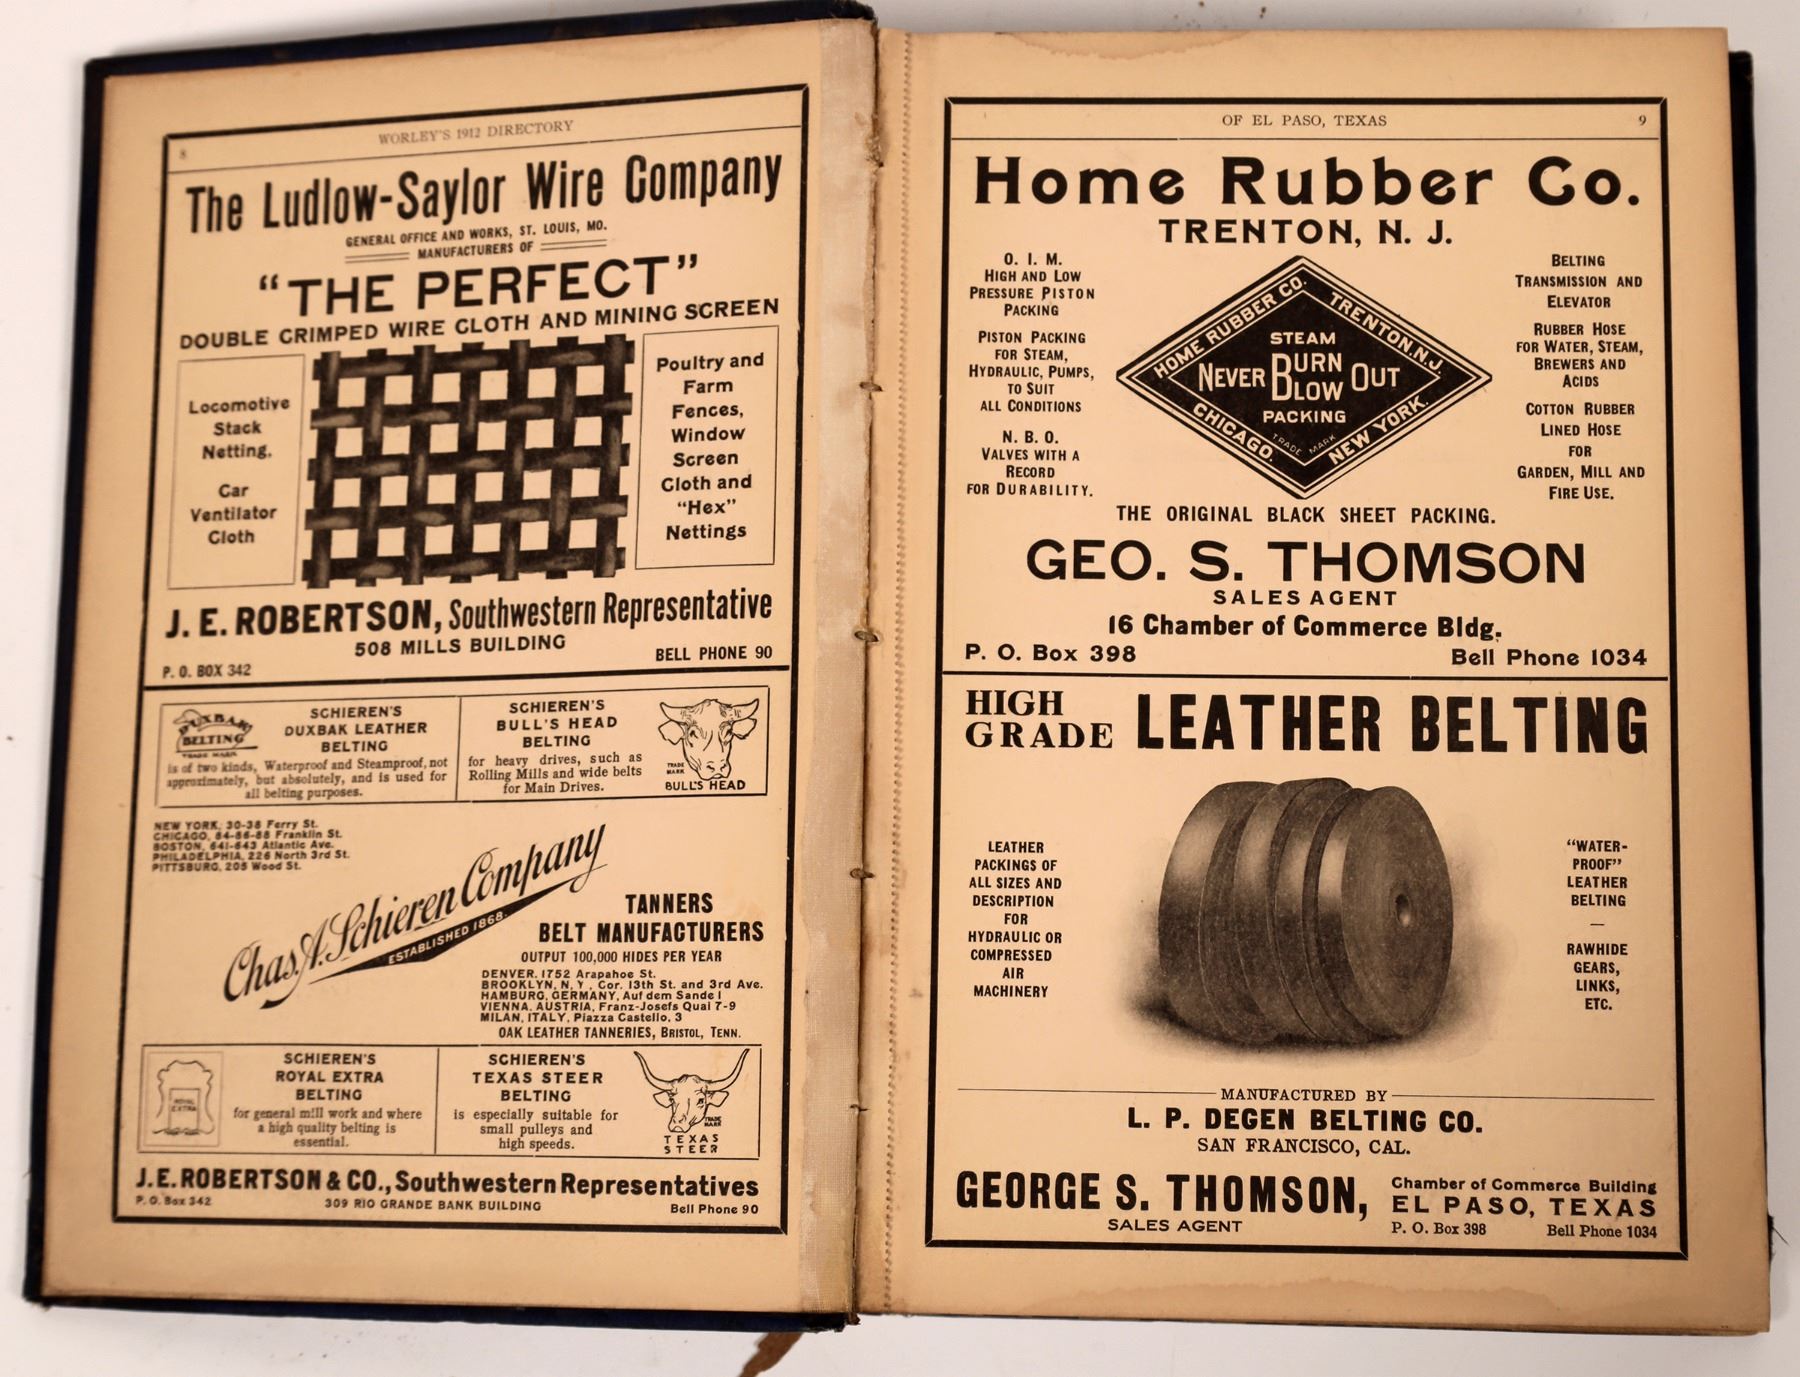 8
WORLEY'S 1912 DIRECTORY
The Ludlow-Saylor Wire Company
GENERAL OFFICE AND WORKS, ST. LOUIS, MO.
MANUFACTURERS OF
"THE PERFECT"
DOUBLE CRIMPED WIRE CLOTH AND MINING SCREEN
Locomotive
Stack
Netting.
Car
Ventilator
Cloth
Poultry and
Farm
Fences,
Window
Screen
Cloth and
"Hex"
Nettings
J. E. ROBERTSON, Southwestern Representative
508 MILLS BUILDING
P. O. BOX 342
BELL PHONE 90
DUXBAK
BELTING
TRADE MARK
SCHIEREN'S
DUXBAK LEATHER
BELTING
is of two kinds, Waterproof and Steamproof, not
approximately, but absolutely, and is used for
all belting purposes.
SCHIEREN'S
BULL'S HEAD
BELTING
for heavy drives, such as
Rolling Mills and wide belts
for Main Drives.
TRADE
MARK
BULL'S HEAD
NEW YORK, 30-38 Ferry St.
CHICAGO, 84-86-88 Franklin St.
BOSTON, 641-643 Atlantic Ave.
PHILADELPHIA, 226 North 3rd St.
PITTSBURG, 205 Wood St.
Chas. A. Schieren Company
ESTABLISHED 1868.
TANNERS
BELT MANUFACTURERS
OUTPUT 100,000 HIDES PER YEAR
DENVER, 1752 Arapahoe St.
BROOKLYN, N. Y., Cor. 13th St. and 3rd Ave.
HAMBURG, GERMANY, Auf dem Sande 1
VIENNA, AUSTRIA, Franz-Josefs Quai 7-9
MILAN, ITALY, Piazza Castello, 3
OAK LEATHER TANNERIES, BRISTOL, TENN.
ROYAL
EXTRA
SCHIEREN'S
ROYAL EXTRA
BELTING
for general mill work and where
a high quality belting is
essential.
SCHIEREN'S
TEXAS STEER
BELTING
is especially suitable for
small pulleys and
high speeds.
TRADE
MARK
TEXAS
STEER
J. E. ROBERTSON & CO., Southwestern Representatives
P. O. Box 342
309 RIO GRANDE BANK BUILDING
Bell Phone 90
OF EL PASO, TEXAS
9
Home Rubber Co.
TRENTON, N. J.
O. I. M.
HIGH AND LOW
PRESSURE PISTON
PACKING
PISTON PACKING
FOR STEAM,
HYDRAULIC, PUMPS,
TO SUIT
ALL CONDITIONS
N. B. O.
VALVES WITH A
RECORD
FOR DURABILITY.
HOME RUBBER CO. TRENTON, N.J.
STEAM
NEVER BURN BLOW OUT
PACKING
TRADE MARK
CHICAGO. NEW YORK.
BELTING
TRANSMISSION AND
ELEVATOR
RUBBER HOSE
FOR WATER, STEAM,
BREWERS AND
ACIDS
COTTON RUBBER
LINED HOSE
FOR
GARDEN, MILL AND
FIRE USE.
THE ORIGINAL BLACK SHEET PACKING.
GEO. S. THOMSON
SALES AGENT
16 Chamber of Commerce Bldg.
P. O. Box 398
Bell Phone 1034
HIGH
GRADE
LEATHER BELTING
LEATHER
PACKINGS OF
ALL SIZES AND
DESCRIPTION
FOR
HYDRAULIC OR
COMPRESSED
AIR
MACHINERY
"WATER-
PROOF"
LEATHER
BELTING
—
RAWHIDE
GEARS,
LINKS,
ETC.
MANUFACTURED BY
L. P. DEGEN BELTING CO.
SAN FRANCISCO, CAL.
GEORGE S. THOMSON,
SALES AGENT
Chamber of Commerce Building
EL PASO, TEXAS
P. O. Box 398
Bell Phone 1034